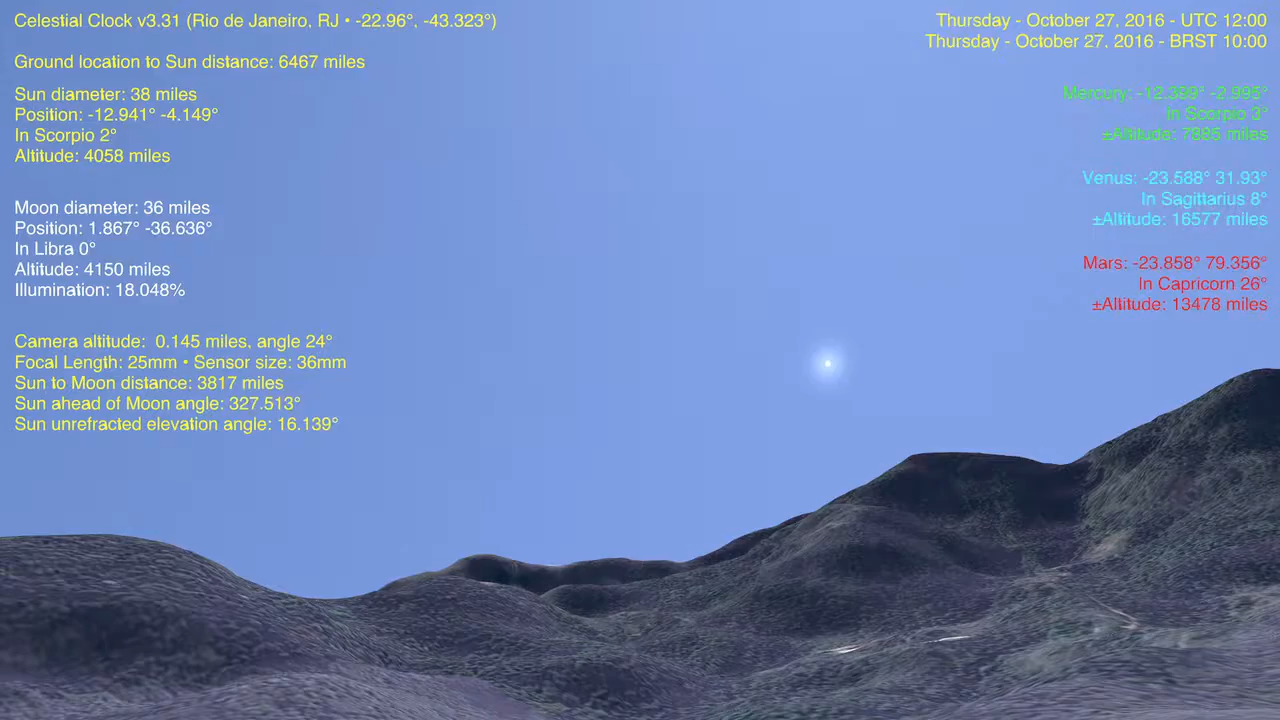 Celestial Clock v3.31 (Rio de Janeiro, RJ • -22.96°, -43.323°)
Ground location to Sun distance: 6467 miles
Sun diameter: 38 miles
Position: -12.941° -4.149°
In Scorpio 2°
Altitude: 4058 miles
Moon diameter: 36 miles
Position: 1.867° -36.636°
In Libra 0°
Altitude: 4150 miles
Illumination: 18.048%
Camera altitude:  0.145 miles, angle 24°
Focal Length: 25mm • Sensor size: 36mm
Sun to Moon distance: 3817 miles
Sun ahead of Moon angle: 327.513°
Sun unrefracted elevation angle: 16.139°
Thursday - October 27, 2016 - UTC 12:00
Thursday - October 27, 2016 - BRST 10:00
Mercury: -12.389° -2.995°
In Scorpio 3°
±Altitude: 7995 miles
Venus: -23.588° 31.93°
In Sagittarius 8°
±Altitude: 16577 miles
Mars: -23.858° 79.356°
In Capricorn 26°
±Altitude: 13478 miles